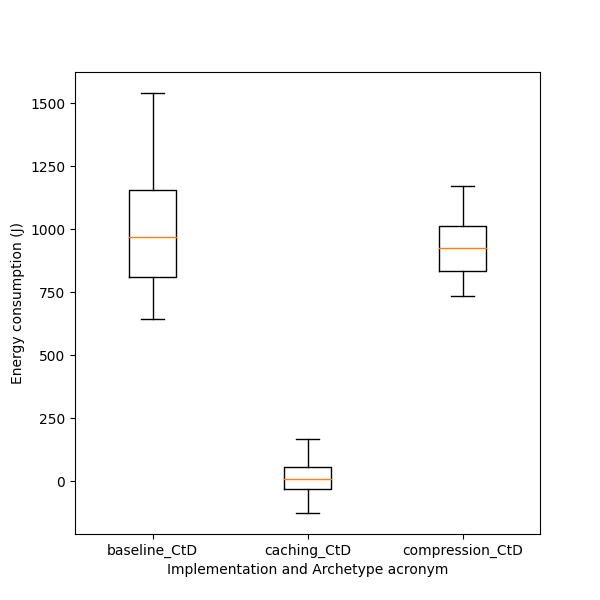 1500
1250
1000
750
500
250
0
Energy consumption (J)
baseline_CtD caching_CtD compression_CtD
Implementation and Archetype acronym